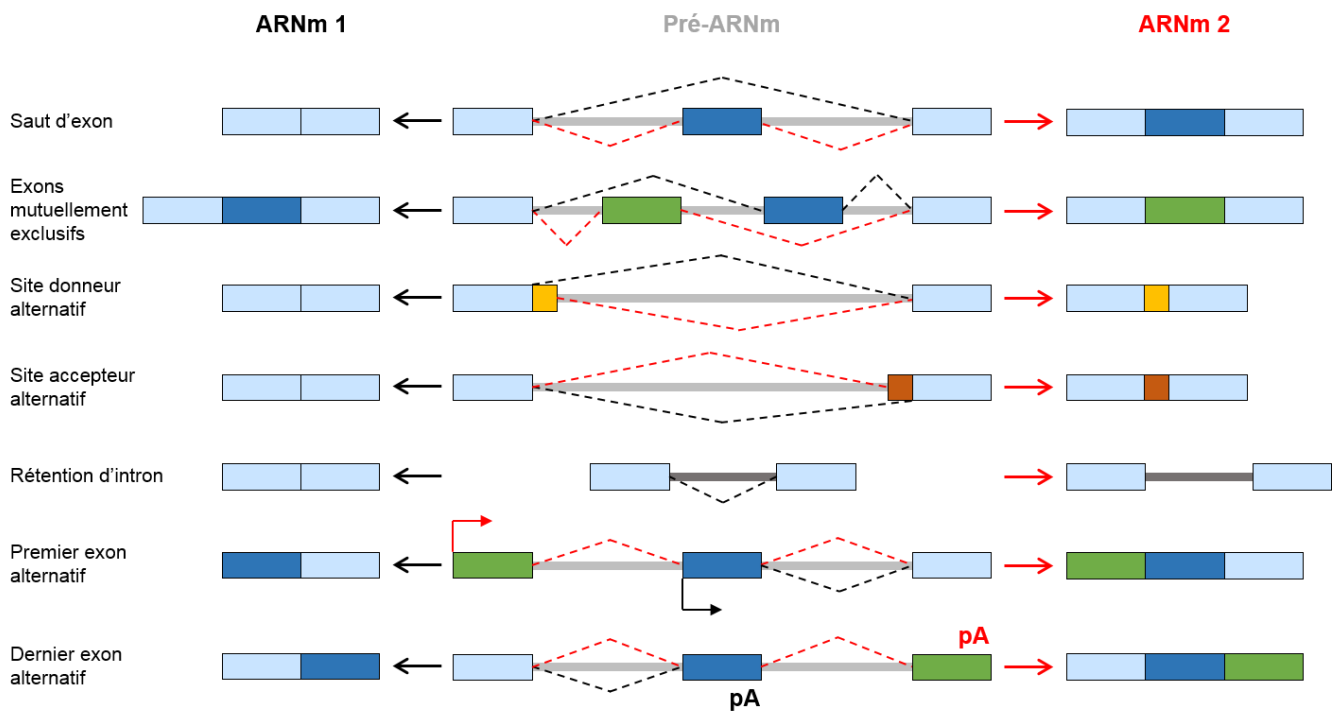 ARNm 1
Pré-ARNm
ARNm 2
Saut d’exon
Exons
mutuellement
exclusifs
Site donneur
alternatif
Site accepteur
alternatif
Rétention d’intron
Premier exon
alternatif
Dernier exon
alternatif
pA
pA